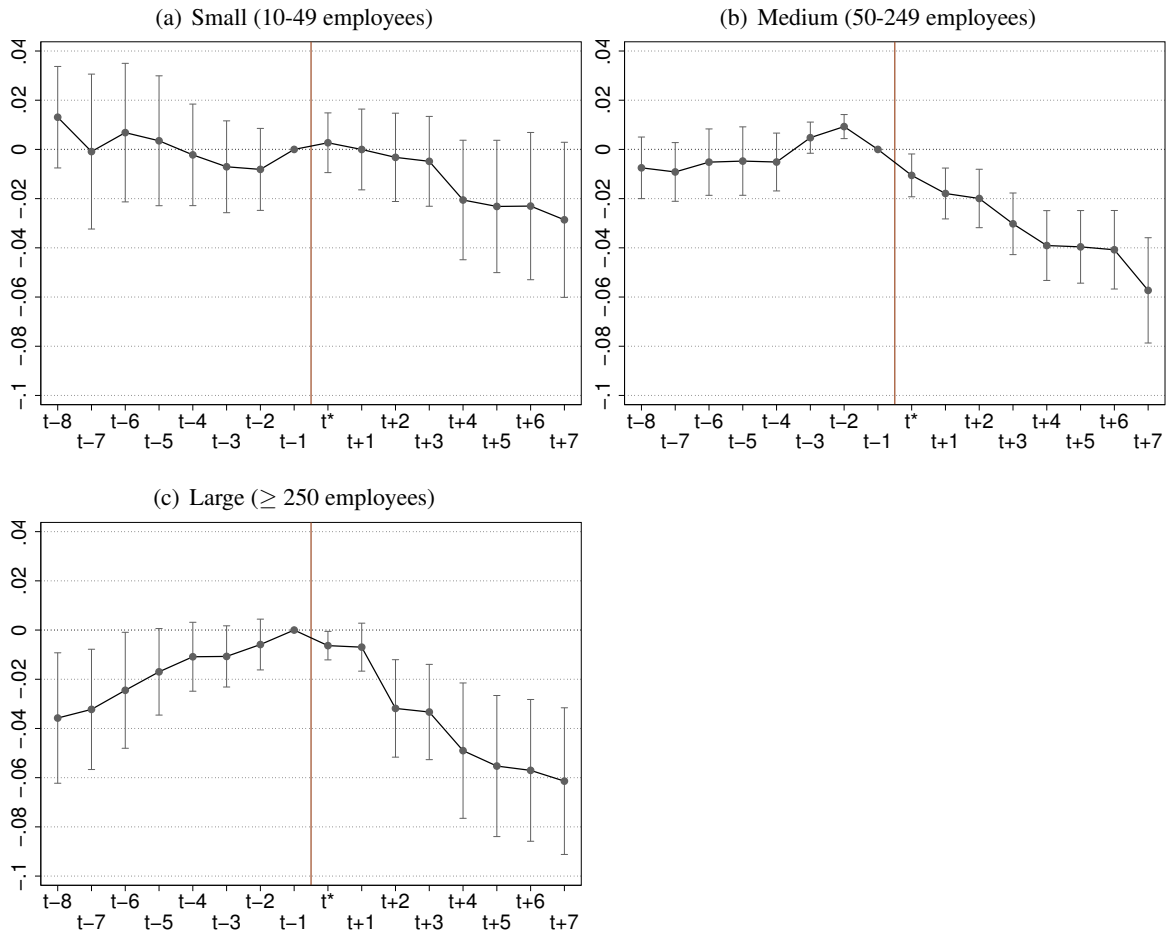 (a) Small (10-49 employees)
.04
.02
0
−.02
−.04
−.06
−.08
−.1
t−8 t−6 t−4 t−2 t* t+2 t+4 t+6
t−7 t−5 t−3 t−1 t+1 t+3 t+5 t+7
(b) Medium (50-249 employees)
.04
.02
0
−.02
−.04
−.06
−.08
−.1
t−8 t−6 t−4 t−2 t* t+2 t+4 t+6
t−7 t−5 t−3 t−1 t+1 t+3 t+5 t+7
(c) Large (≥ 250 employees)
.04
.02
0
−.02
−.04
−.06
−.08
−.1
t−8 t−6 t−4 t−2 t* t+2 t+4 t+6
t−7 t−5 t−3 t−1 t+1 t+3 t+5 t+7